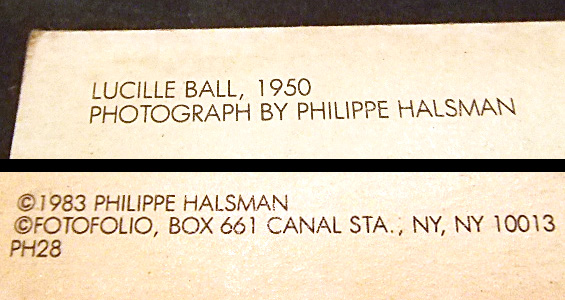 LUCILLE BALL, 1950
PHOTOGRAPH BY PHILIPPE HALSMAN
©1983 PHILIPPE HALSMAN
©FOTOFOLIO, BOX 661 CANAL STA., NY, NY 10013
PH28